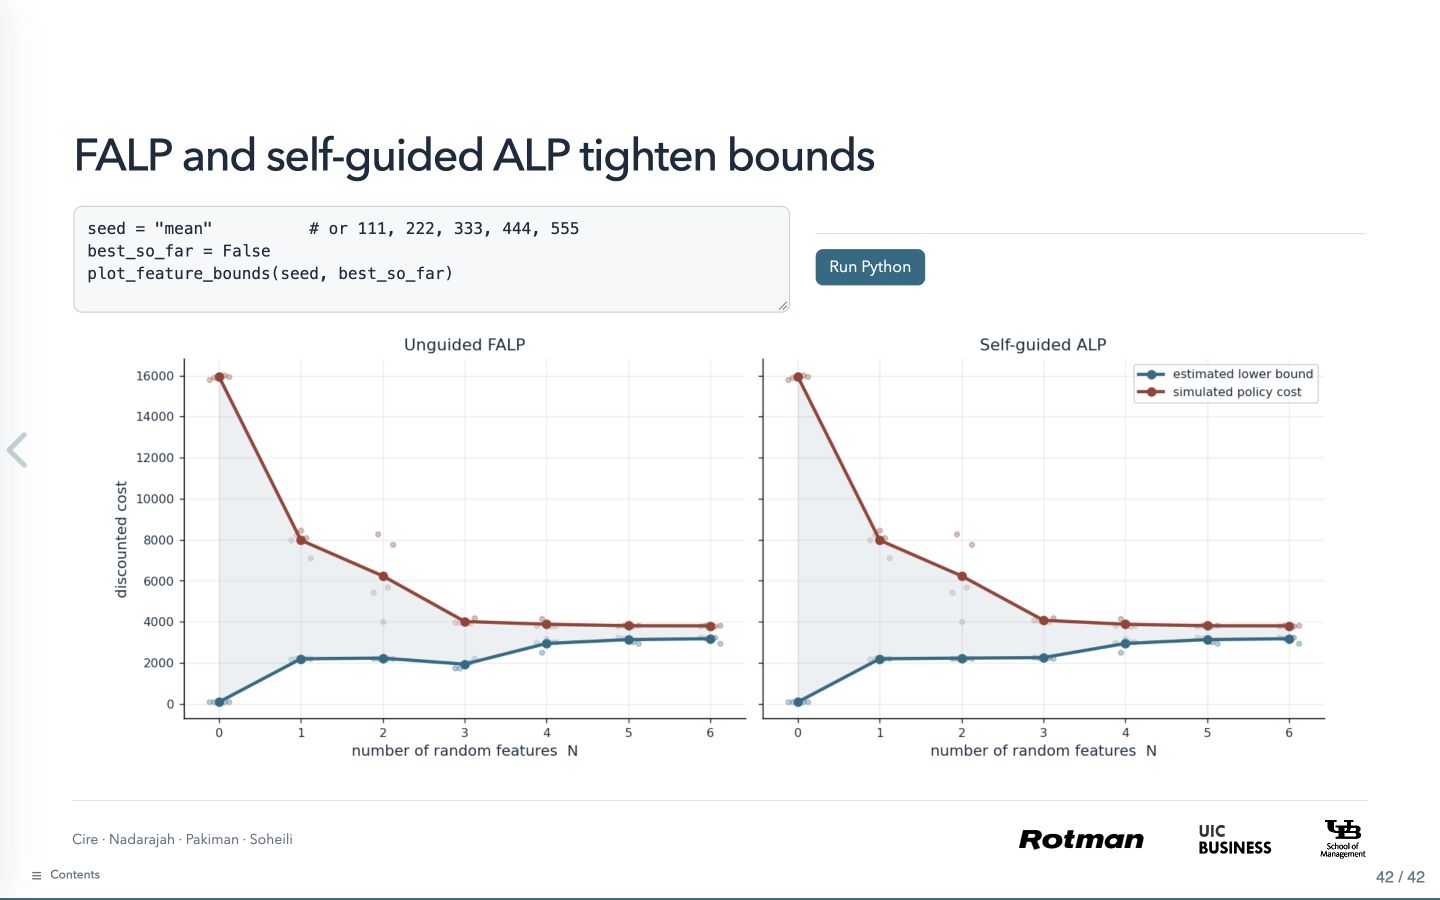 FALP and self-guided ALP tighten bounds
seed = "mean"          # or 111, 222, 333, 444, 555
best_so_far = False
plot_feature_bounds(seed, best_so_far)
Run Python
Unguided FALP
16000
14000
12000
10000
8000
6000
4000
2000
0
discounted cost
0 1 2 3 4 5 6
number of random features N
Self-guided ALP
estimated lower bound
simulated policy cost
0 1 2 3 4 5 6
number of random features N
Cire · Nadarajah · Pakiman · Soheili
Rotman
UIC
BUSINESS
UB
School of
Management
≡ Contents
42 / 42